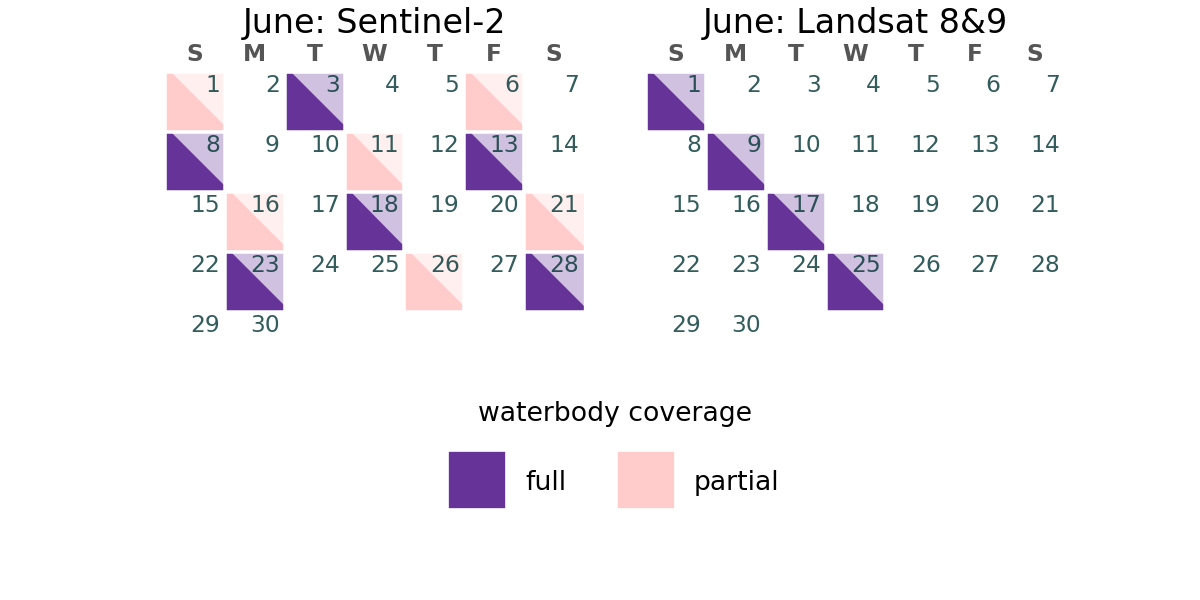 June: Sentinel-2
S M T W T F S
1 2 3 4 5 6 7
8 9 10 11 12 13 14
15 16 17 18 19 20 21
22 23 24 25 26 27 28
29 30
June: Landsat 8&9
S M T W T F S
1 2 3 4 5 6 7
8 9 10 11 12 13 14
15 16 17 18 19 20 21
22 23 24 25 26 27 28
29 30
waterbody coverage
full
partial